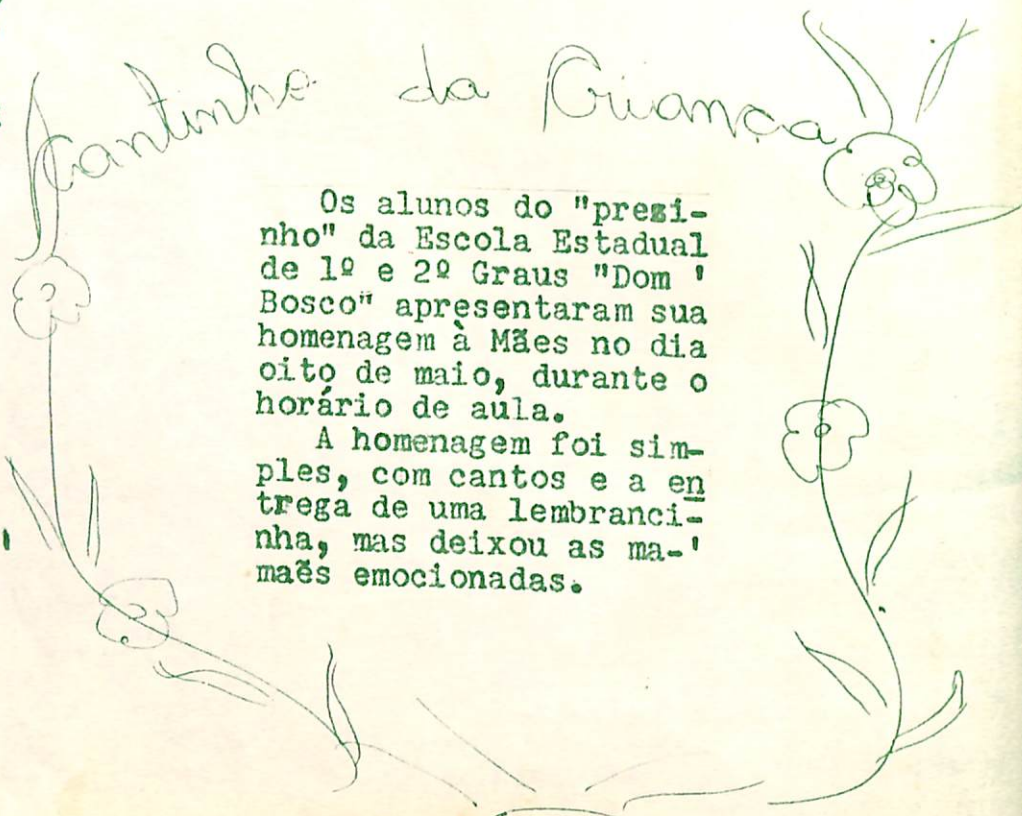 Cantinho da Criança
Os alunos do "presi-
nho" da Escola Estadual
de 1º e 2º Graus "Dom '
Bosco" apresentaram sua
homenagem à Mães no dia
oito de maio, durante o
horário de aula.
A homenagem foi sim-
ples, com cantos e a en
trega de uma lembranci-
nha, mas deixou as ma-'
maẽs emocionadas.